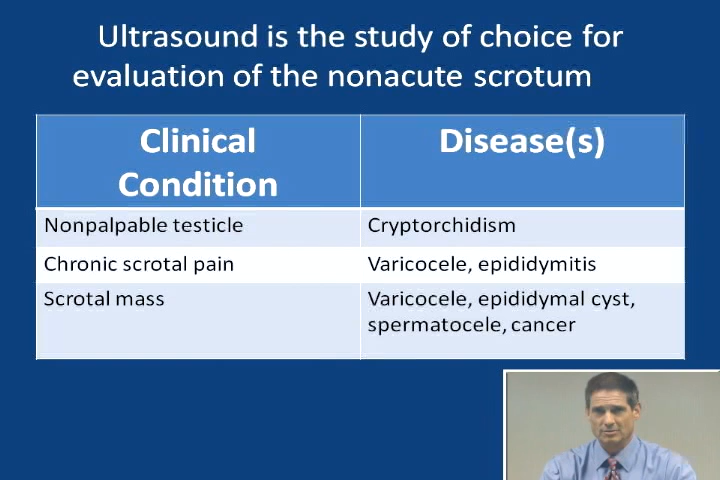 Ultrasound is the study of choice for
evaluation of the nonacute scrotum
Clinical
Condition
Disease(s)
Nonpalpable testicle
Cryptorchidism
Chronic scrotal pain
Varicocele, epididymitis
Scrotal mass
Varicocele, epididymal cyst,
spermatocele, cancer